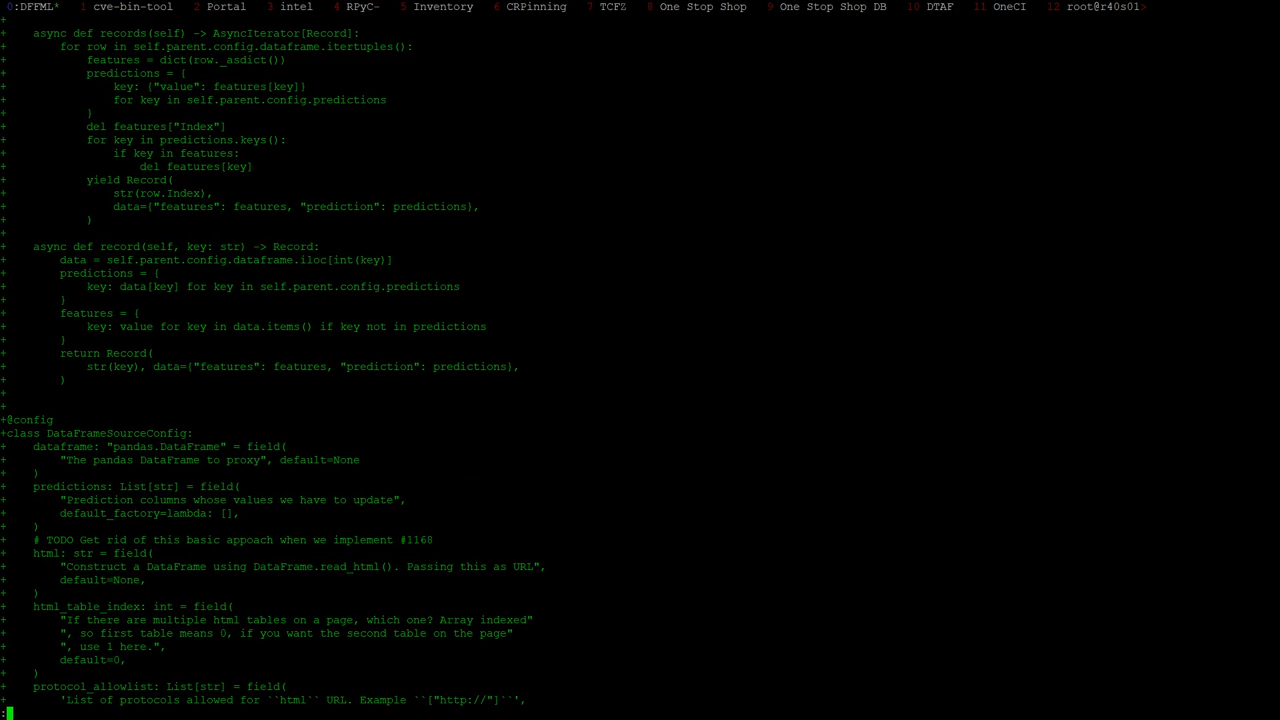 0:DFFML* 1 cve-bin-tool 2 Portal 3 intel 4 RPyC- 5 Inventory 6 CRPinning 7 TCFZ 8 One Stop Shop 9 One Stop Shop DB 10 DTAF 11 OneCI 12 root@r40s01>
+
+    async def records(self) -> AsyncIterator[Record]:
+        for row in self.parent.config.dataframe.itertuples():
+            features = dict(row._asdict())
+            predictions = {
+                key: {"value": features[key]}
+                for key in self.parent.config.predictions
+            }
+            del features["Index"]
+            for key in predictions.keys():
+                if key in features:
+                    del features[key]
+            yield Record(
+                str(row.Index),
+                data={"features": features, "prediction": predictions},
+            )
+
+    async def record(self, key: str) -> Record:
+        data = self.parent.config.dataframe.iloc[int(key)]
+        predictions = {
+            key: data[key] for key in self.parent.config.predictions
+        }
+        features = {
+            key: value for key in data.items() if key not in predictions
+        }
+        return Record(
+            str(key), data={"features": features, "prediction": predictions},
+        )
+
+
+@config
+class DataFrameSourceConfig:
+    dataframe: "pandas.DataFrame" = field(
+        "The pandas DataFrame to proxy", default=None
+    )
+    predictions: List[str] = field(
+        "Prediction columns whose values we have to update",
+        default_factory=lambda: [],
+    )
+    # TODO Get rid of this basic appoach when we implement #1168
+    html: str = field(
+        "Construct a DataFrame using DataFrame.read_html(). Passing this as URL",
+        default=None,
+    )
+    html_table_index: int = field(
+        "If there are multiple html tables on a page, which one? Array indexed"
+        ", so first table means 0, if you want the second table on the page"
+        ", use 1 here.",
+        default=0,
+    )
+    protocol_allowlist: List[str] = field(
+        'List of protocols allowed for ``html`` URL. Example ``["http://"]``',
: